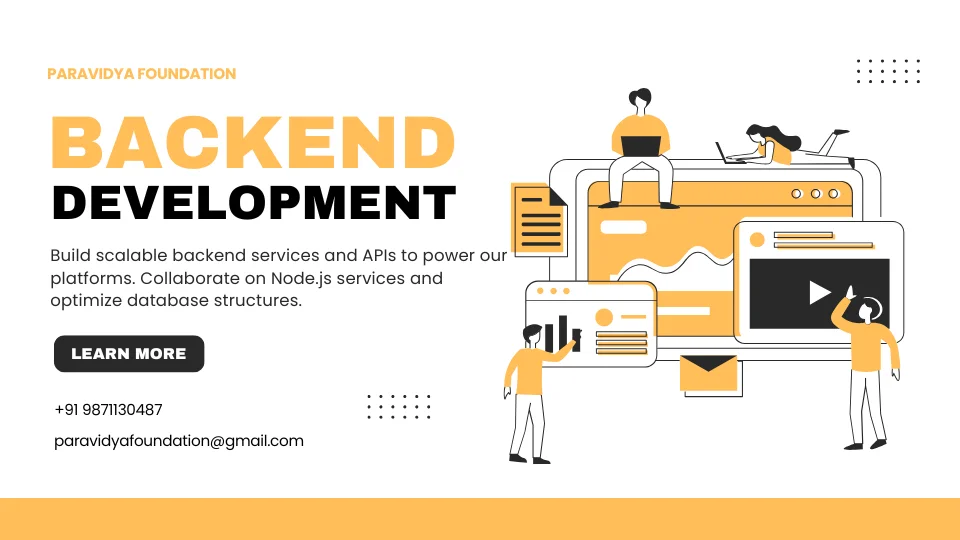 PARAVIDYA FOUNDATION
BACKEND
DEVELOPMENT
Build scalable backend services and APIs to power our
platforms. Collaborate on Node.js services and
optimize database structures.
LEARN MORE
+91 9871130487
paravidyafoundation@gmail.com